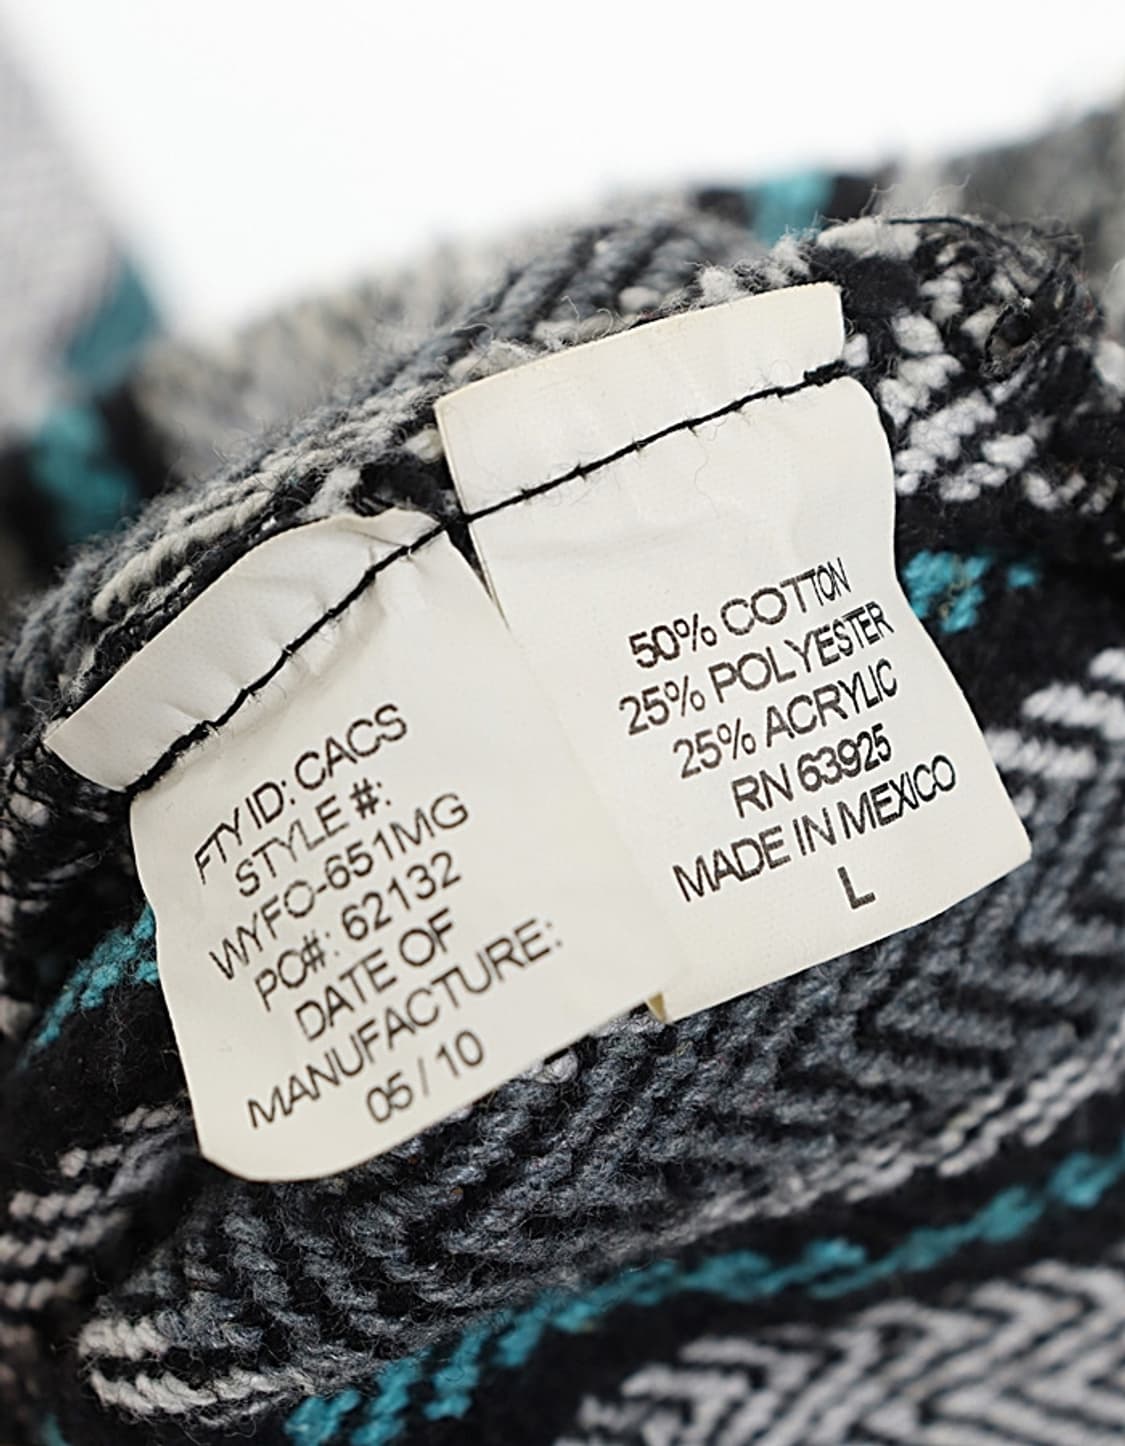 FTY ID: CACS
STYLE #:
WYFO-651MG
PO#: 62132
DATE OF
MANUFACTURE:
05 / 10
50% COTTON
25% POLYESTER
25% ACRYLIC
RN 63925
MADE IN MEXICO
L